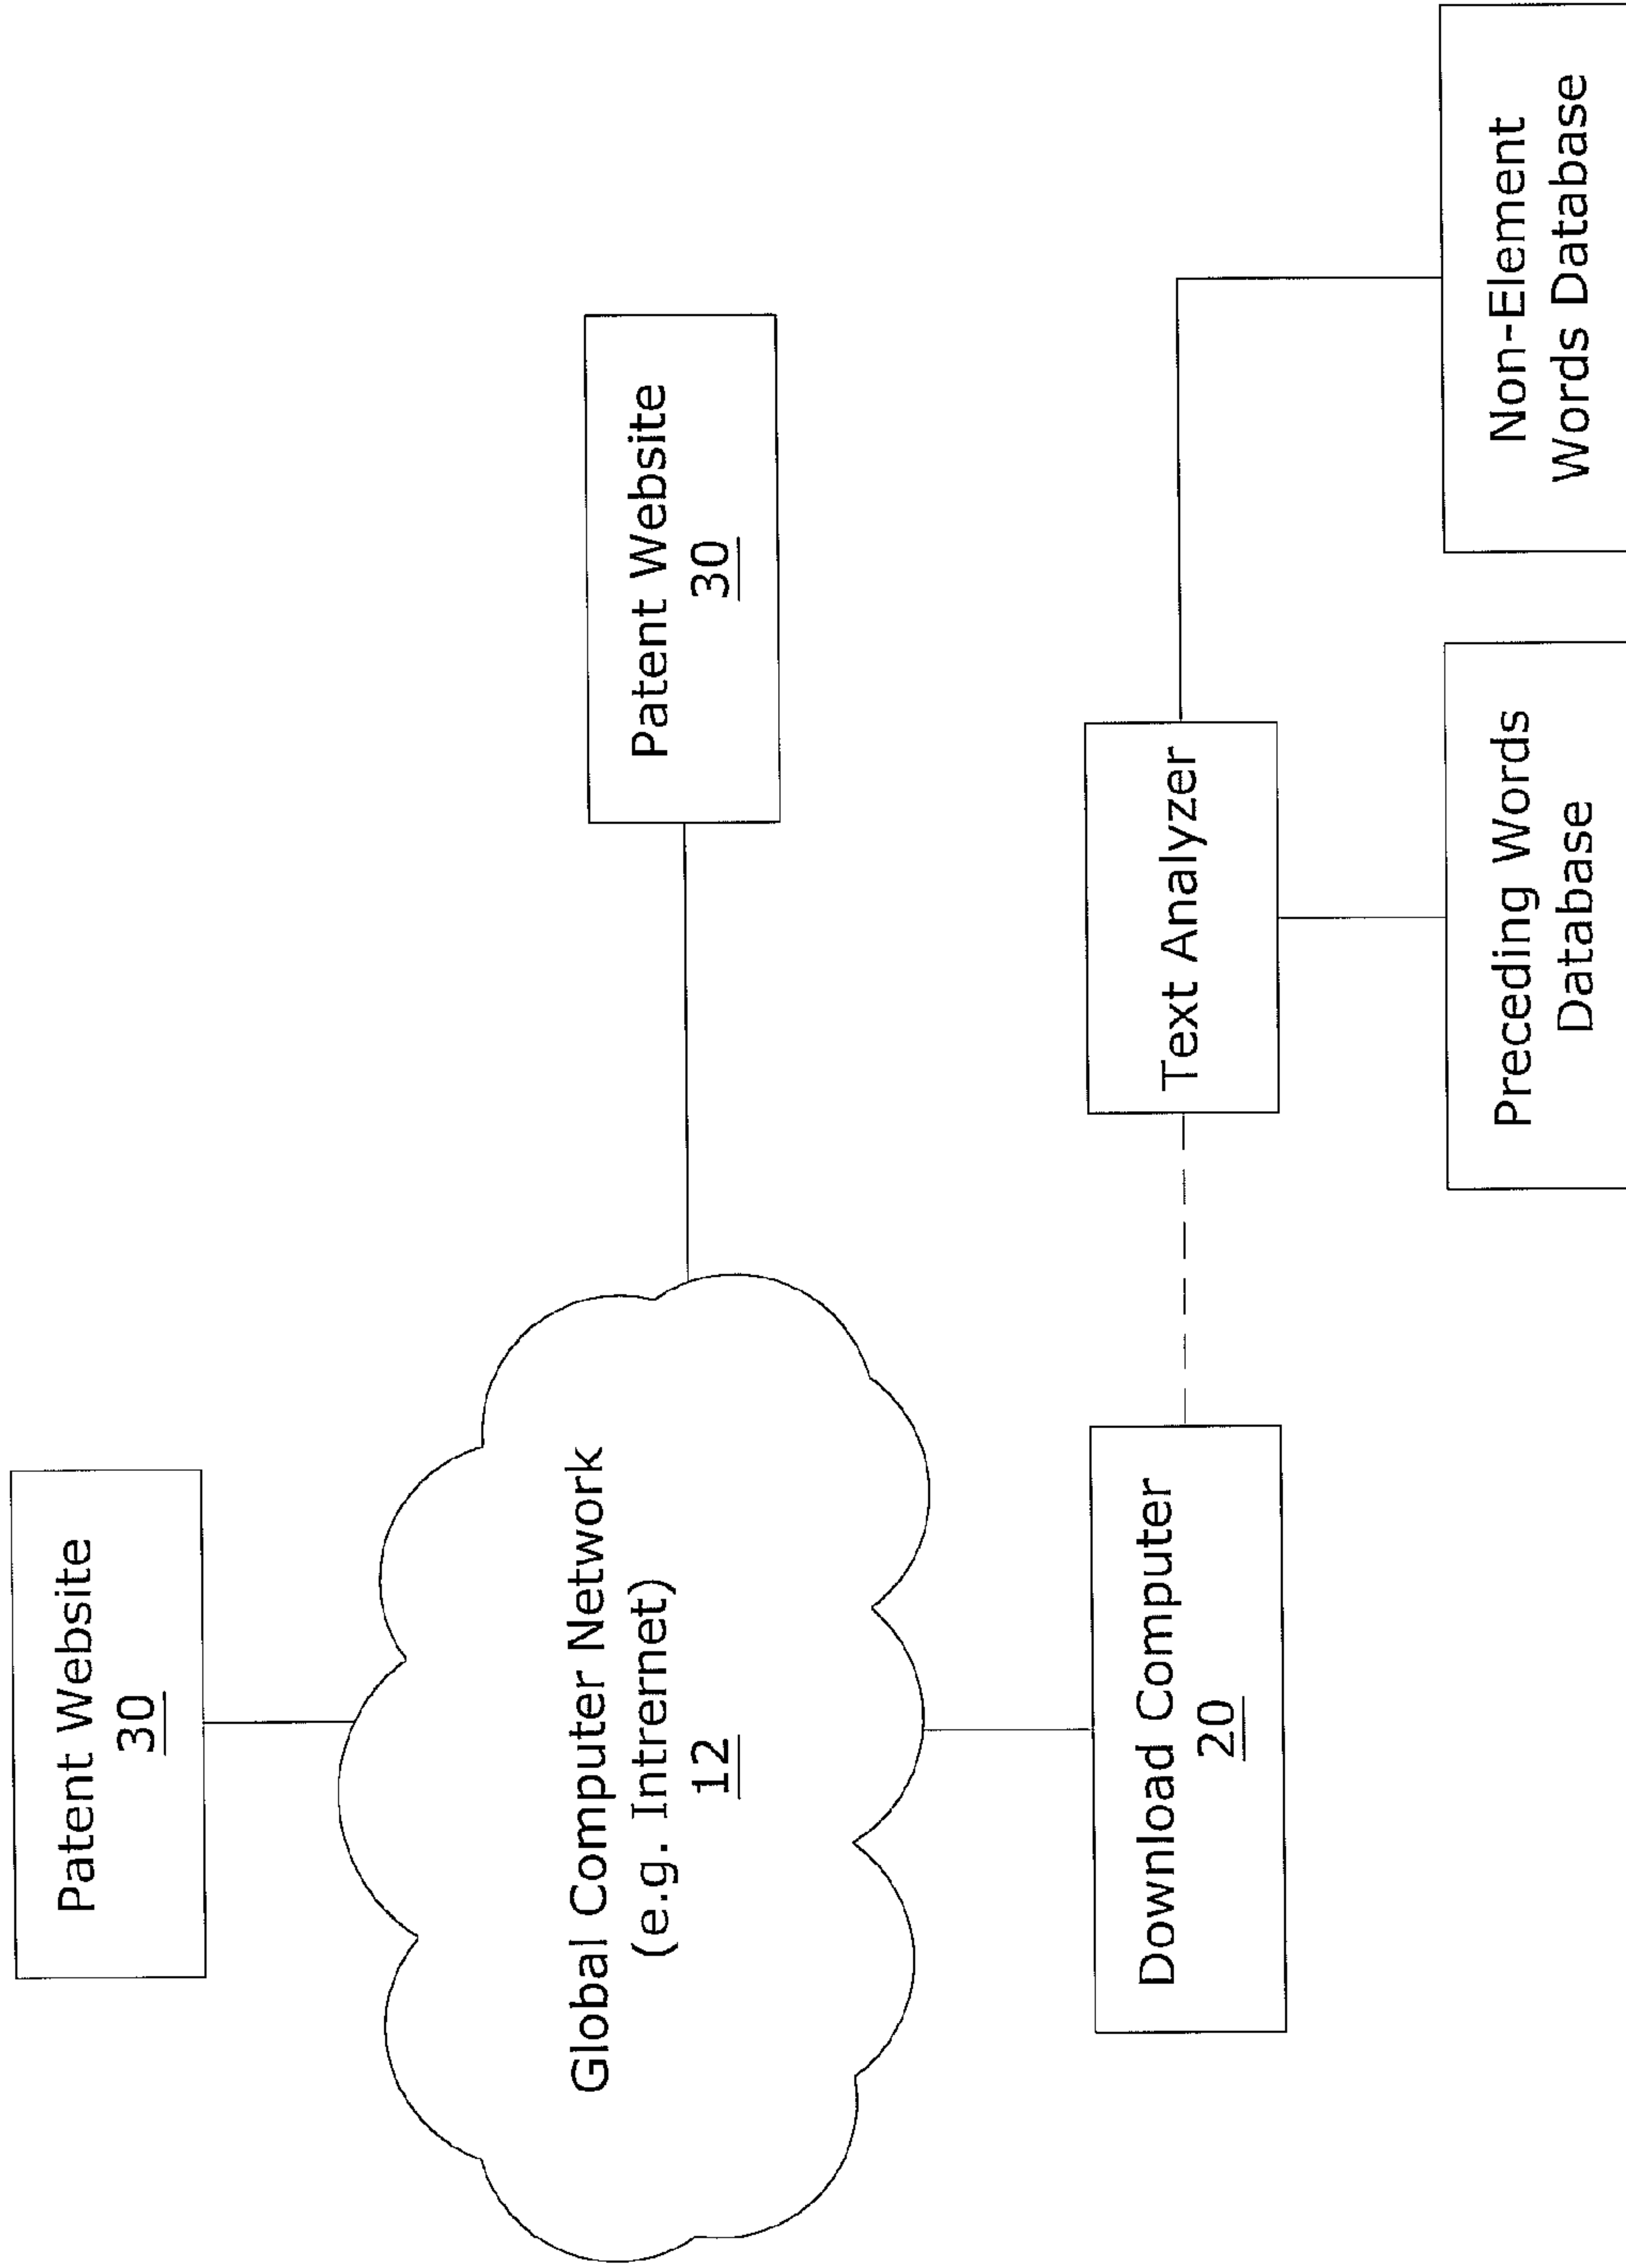 Patent Website
30
Patent Website
30
Global Computer Network
(e.g. Intrernet)
12
Download Computer
20
Text Analyzer
Preceding Words
Database
Non-Element
Words Database